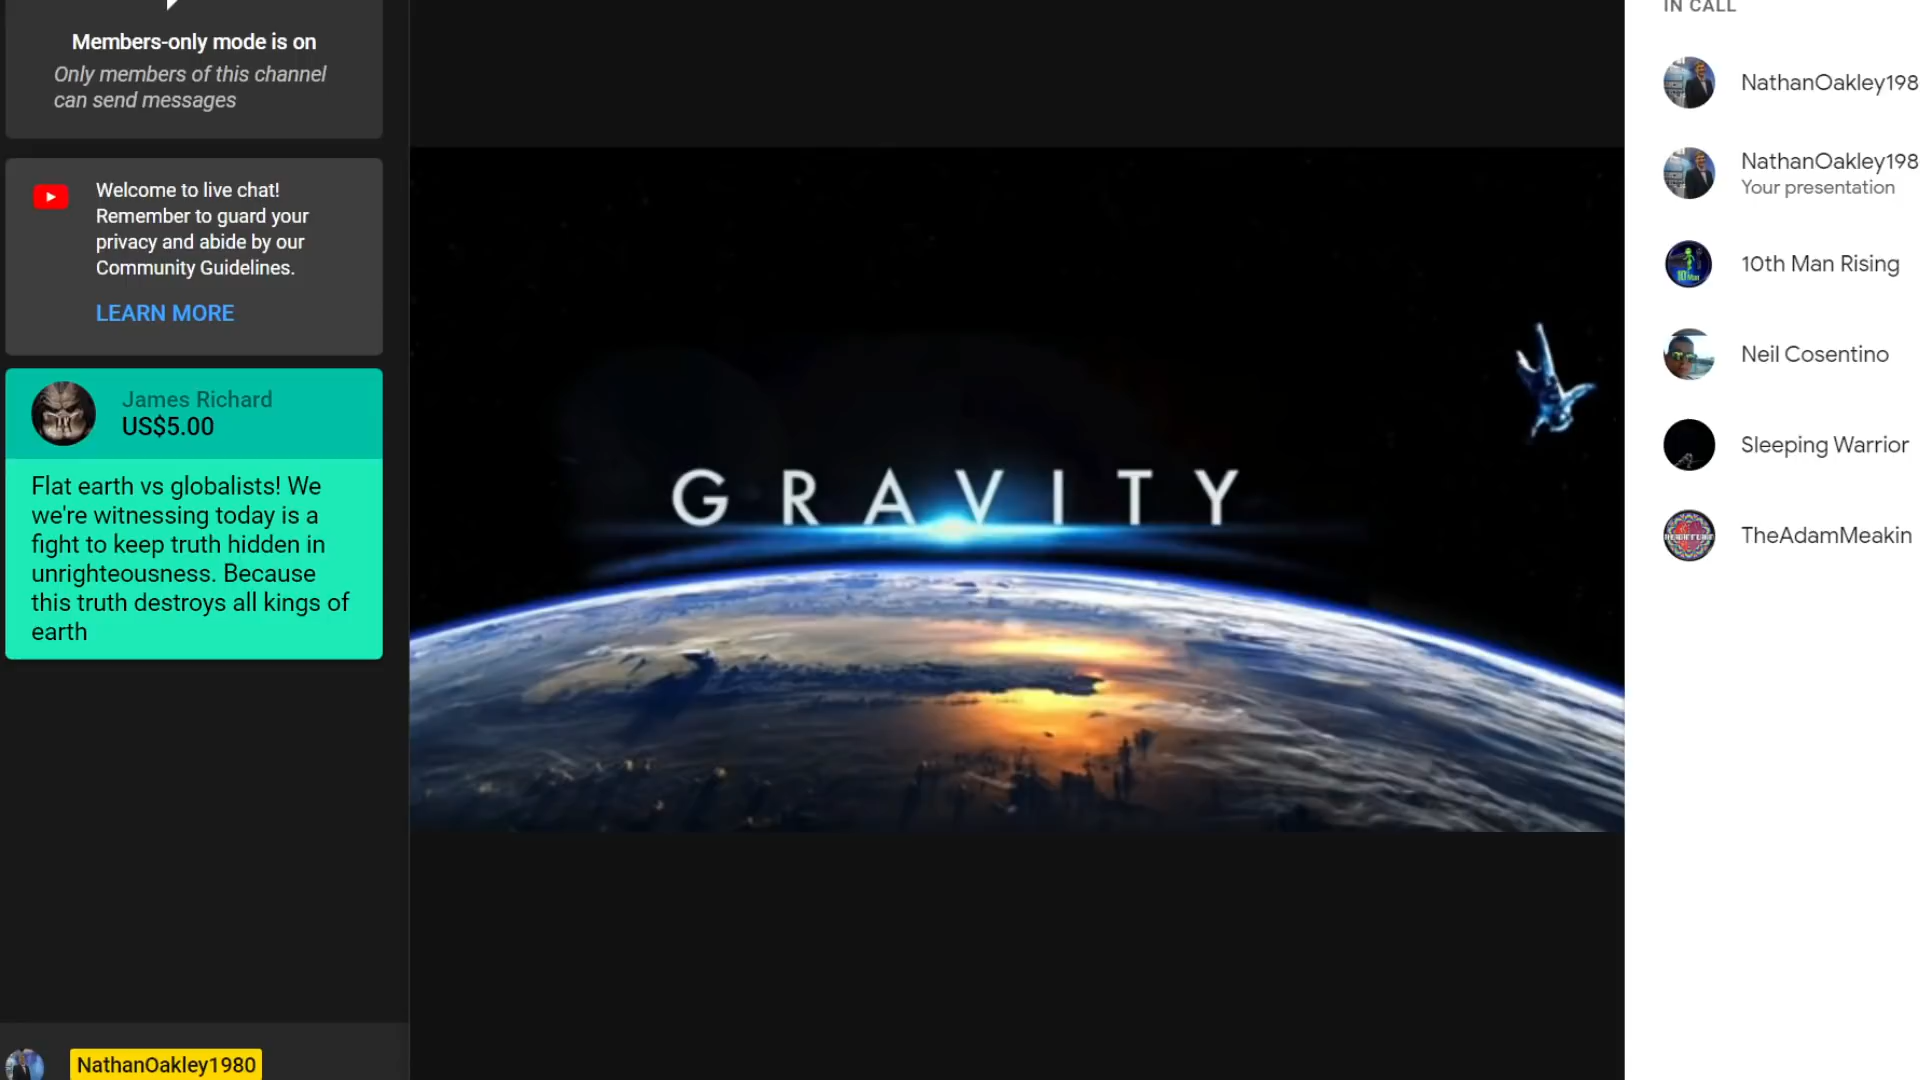 Members-only mode is on
Only members of this channel
can send messages
Welcome to live chat!
Remember to guard your
privacy and abide by our
Community Guidelines.
LEARN MORE
James Richard
US$5.00
Flat earth vs globalists! We
we're witnessing today is a
fight to keep truth hidden in
unrighteousness. Because
this truth destroys all kings of
earth
NathanOakley1980
GRAVITY
IN CALL
NathanOakley198
NathanOakley198
Your presentation
10th Man Rising
Neil Cosentino
Sleeping Warrior
TheAdamMeakin